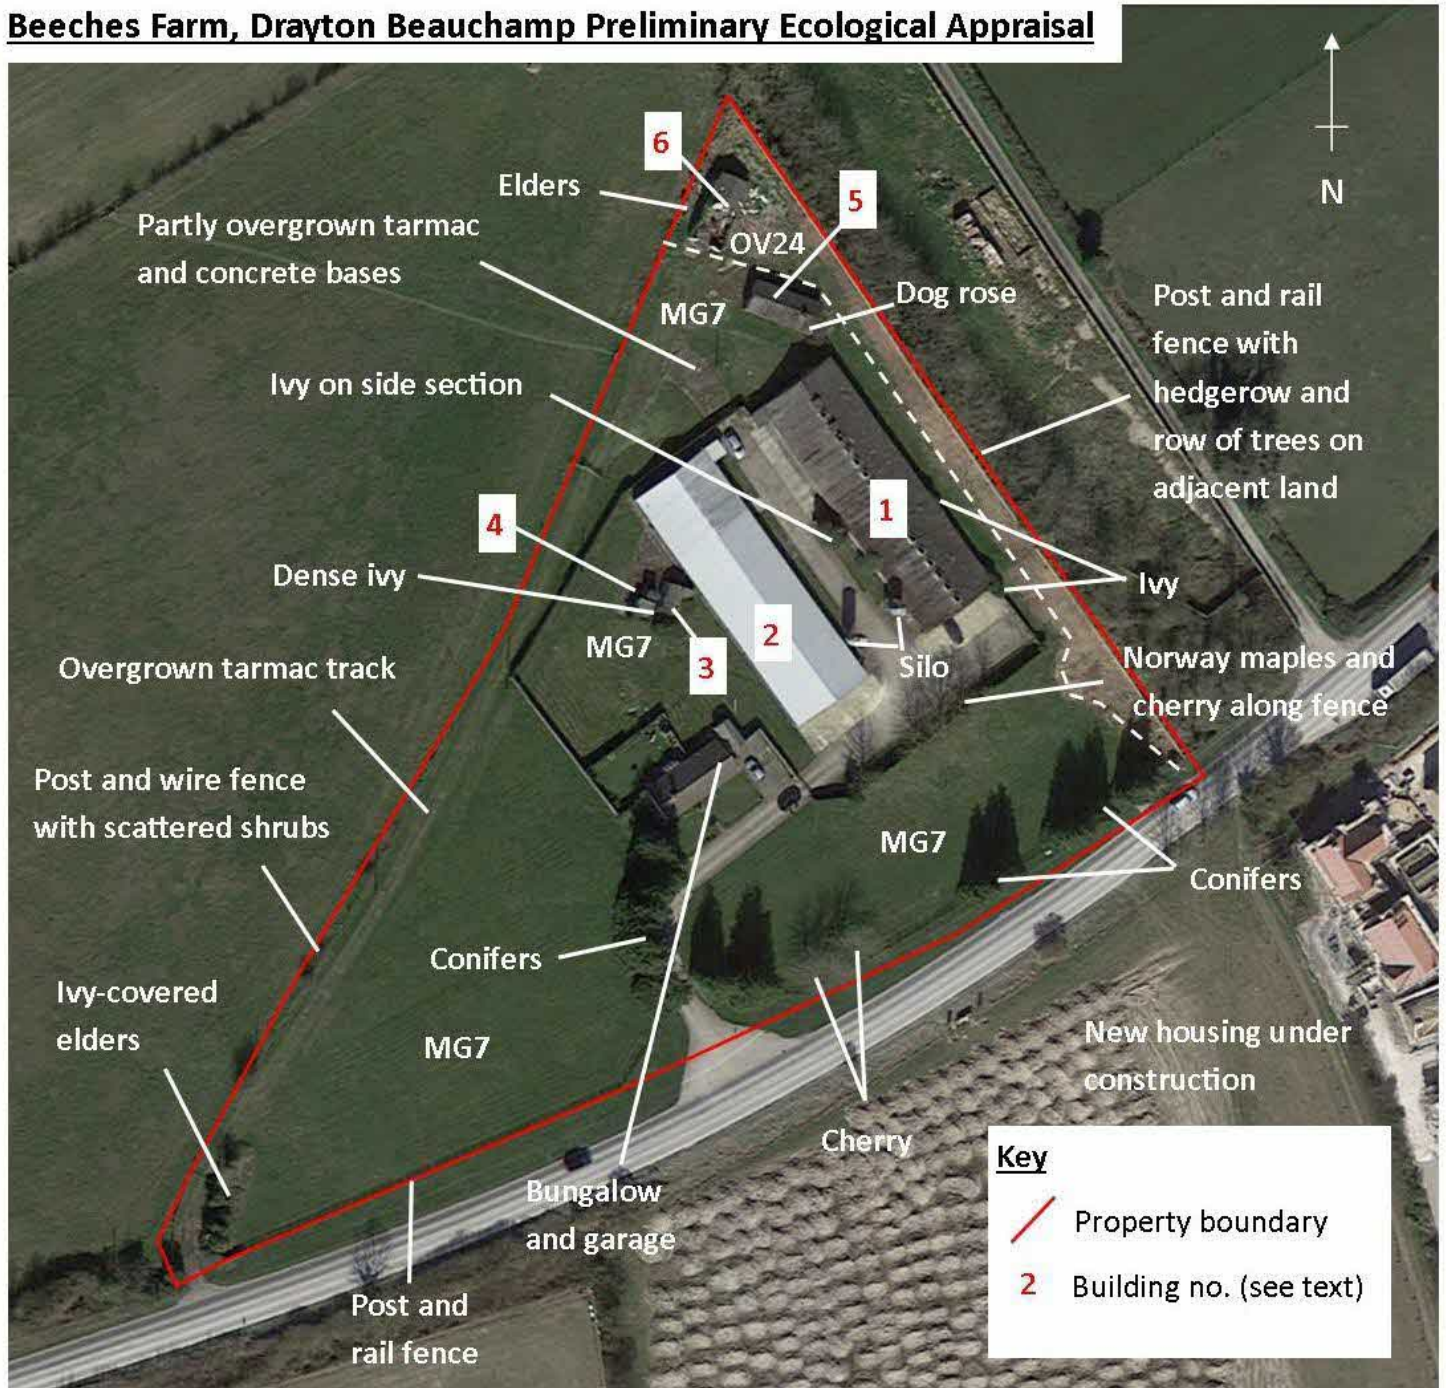 Beeches Farm, Drayton Beauchamp Preliminary Ecological Appraisal
N
6
Elders
5
Partly overgrown tarmac
and concrete bases
OV24
Dog rose
MG7
Post and rail
fence with
hedgerow and
row of trees on
adjacent land
Ivy on side section
1
4
Dense ivy
Ivy
2
MG7
3
Silo
Overgrown tarmac track
Norway maples and
cherry along fence
Post and wire fence
with scattered shrubs
MG7
Conifers
Conifers
Ivy-covered
elders
MG7
New housing under
construction
Cherry
Bungalow
and garage
Post and
rail fence
Key
Property boundary
2 Building no. (see text)